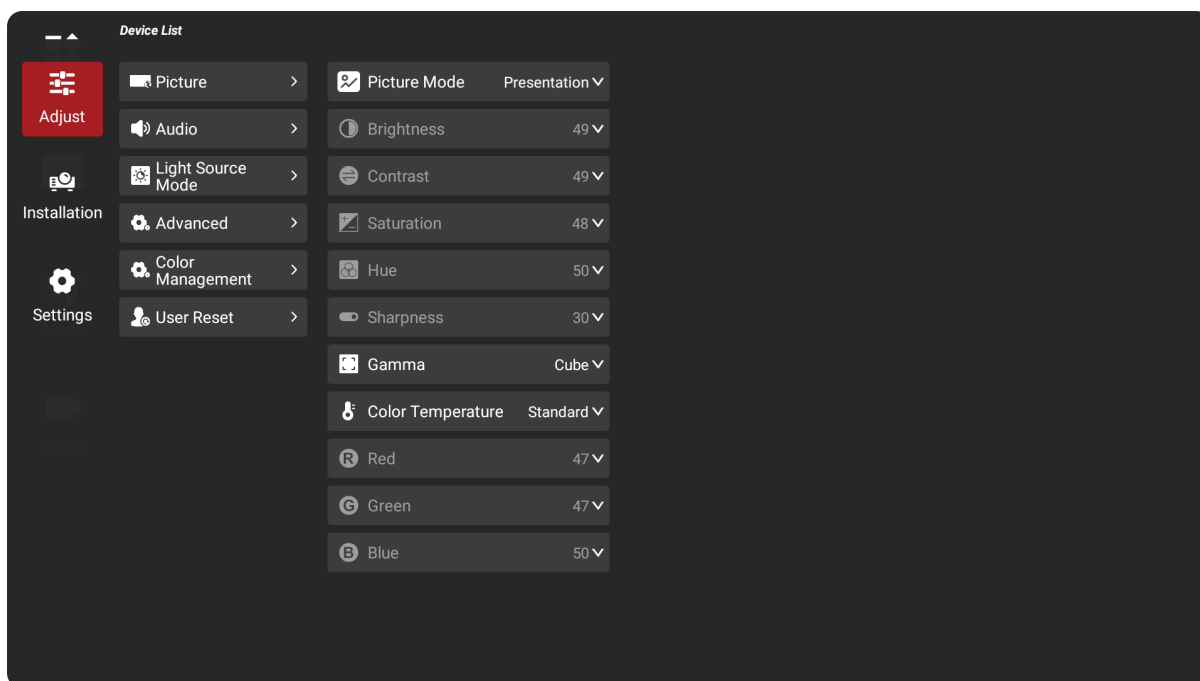 Device List
Adjust
Installation
Settings
Picture
Audio
Light Source
Mode
Advanced
Color
Management
User Reset
Picture Mode Presentation
Brightness 49
Contrast 49
Saturation 48
Hue 50
Sharpness 30
Gamma Cube
Color Temperature Standard
R Red 47
G Green 47
B Blue 50